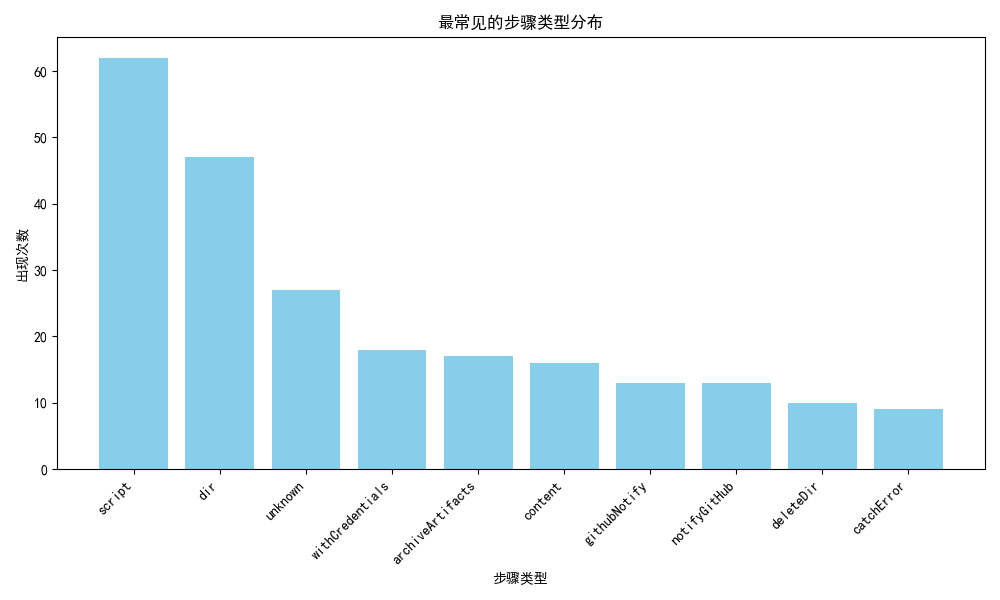 最常见的步骤类型分布
出现次数
60
50
40
30
20
10
0
script
dir
unknown
withCredentials
archiveArtifacts
content
githubNotify
notifyGitHub
deleteDir
catchError
步骤类型